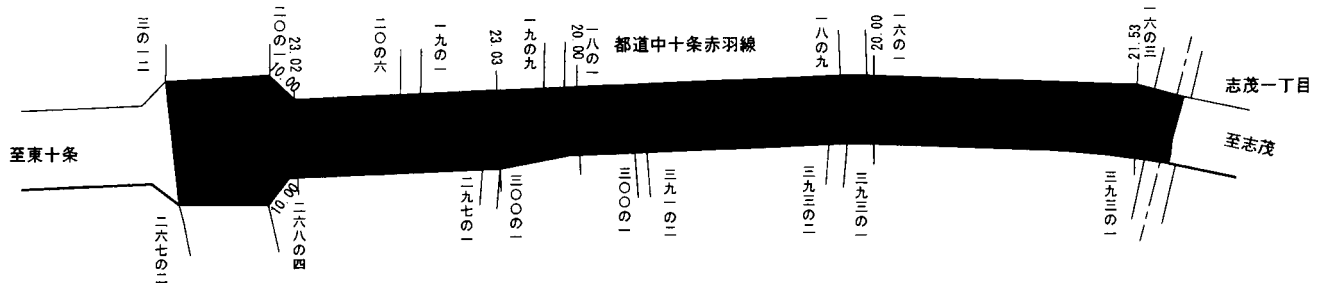 三の一二
二〇の一
23.02
10.00
二〇の六
一九の一
23.03
一九の九
20.00
一八の一
都道中十条赤羽線
一八の九
20.00
一六の一
21.53
一六の三
志茂一丁目
至東十条
至志茂
二六七の二
10.00
二六八の四
二九七の一
三〇〇の一
三〇〇の一
三九一の二
三九三の二
三九三の一
三九三の一